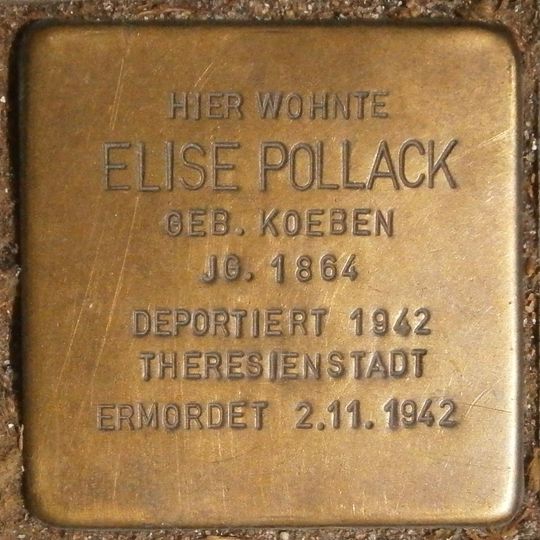 HIER WOHNTE
ELISE POLLACK
GEB. KOEBEN
JG. 1864
DEPORTIERT 1942
THERESIENSTADT
ERMORDET 2.11.1942